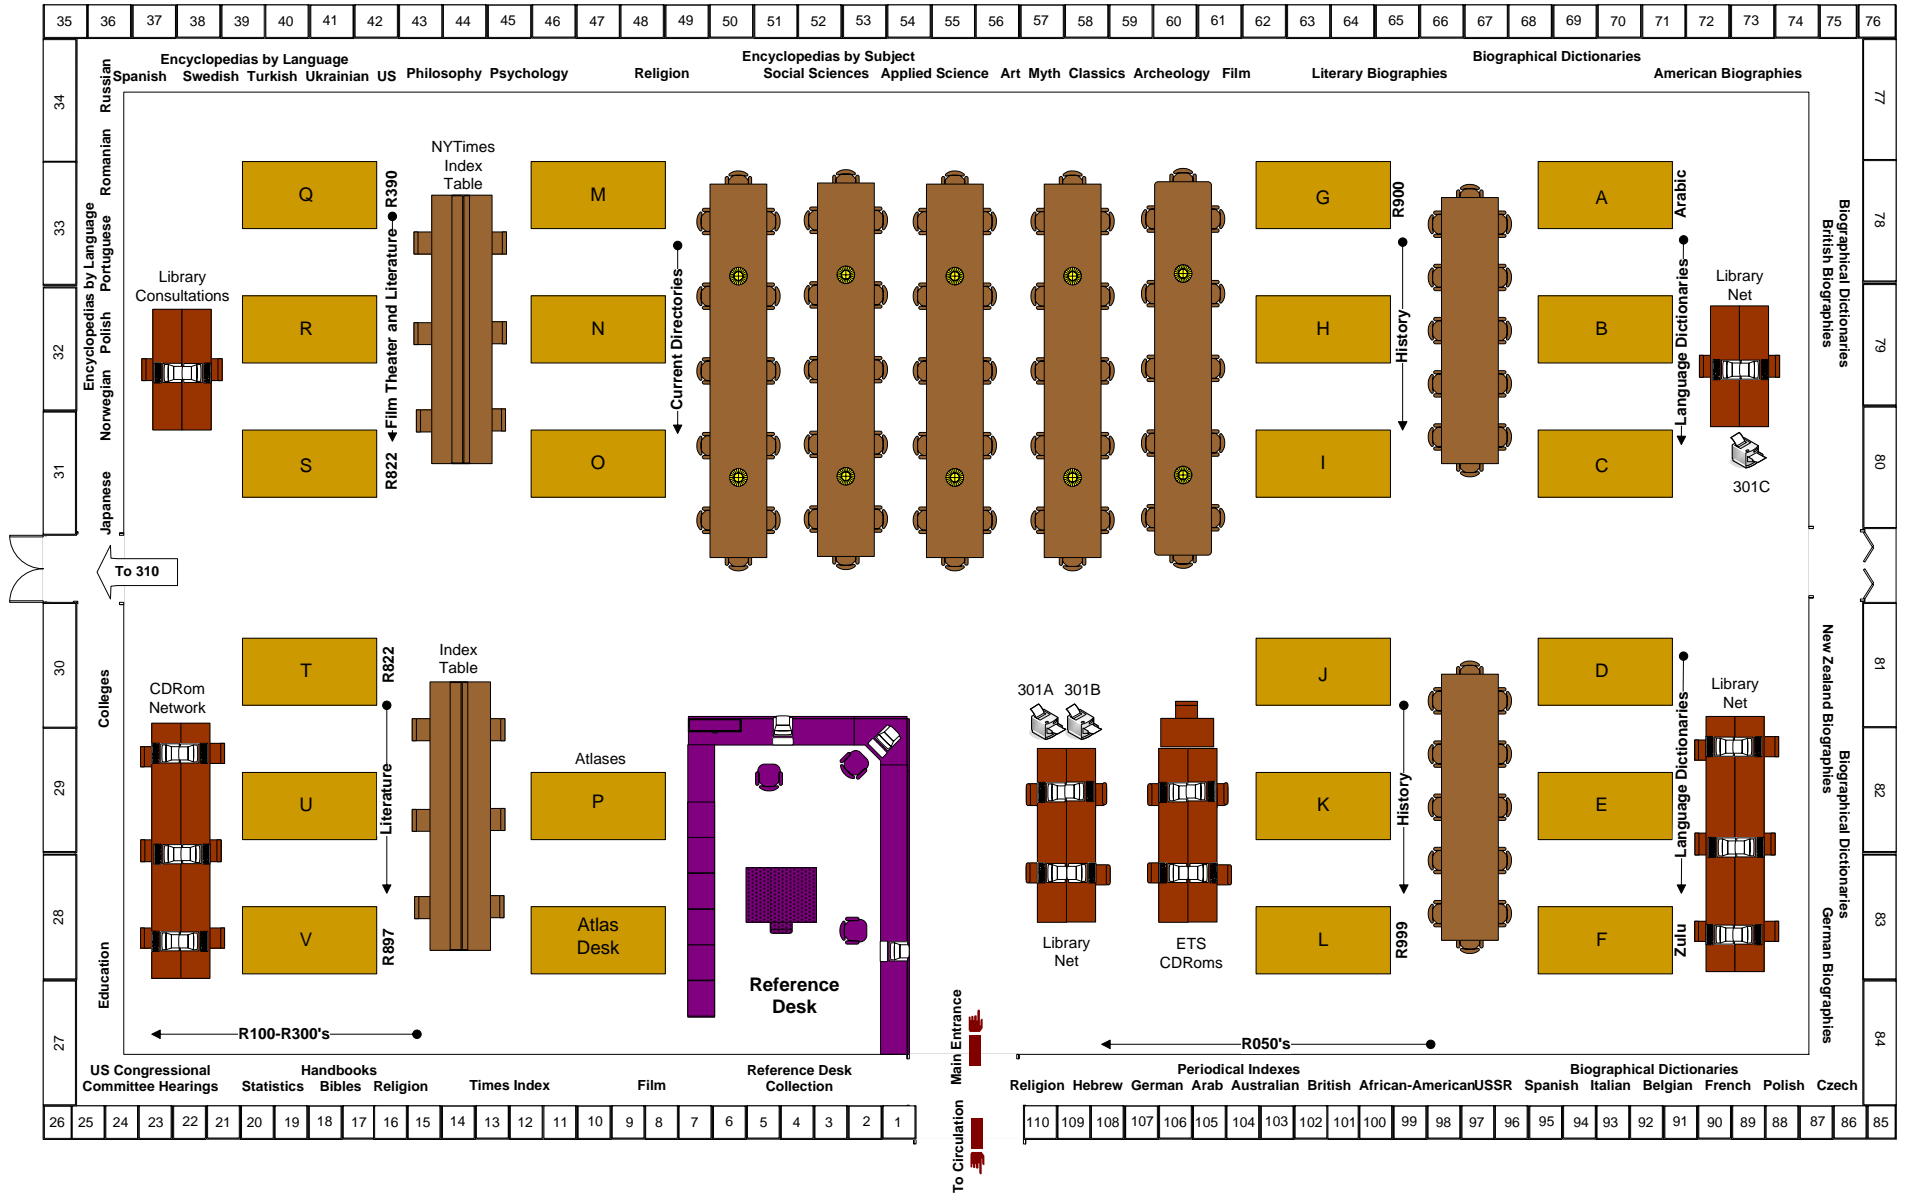 35 36 37 38 39 40 41 42 43 44 45 46 47 48 49 50 51 52 53 54 55 56 57 58 59 60 61 62 63 64 65 66 67 68 69 70 71 72 73 74 75 76
Encyclopedias by Language
Encyclopedias by Subject
Biographical Dictionaries
Spanish Swedish Turkish Ukrainian US Philosophy Psychology Religion Social Sciences Applied Science Art Myth Classics Archeology Film Literary Biographies American Biographies
34
33
32
31
30
29
28
27
Encyclopedias by Language
Japanese Norwegian Polish Portuguese Romanian Russian
Colleges
Education
77
78
79
80
81
82
83
84
Biographical Dictionaries
British Biographies
New Zealand Biographies
Biographical Dictionaries
German Biographies
Library
Consultations
Q
R
S
R390
Film Theater and Literature
R822
NYTimes
Index
Table
M
N
O
Current Directories
G
H
I
R900
History
A
B
C
Arabic
Language Dictionaries
Library
Net
301C
To 310
CDRom
Network
T
U
V
R822
Literature
R897
Index
Table
Atlases
P
Atlas
Desk
Reference
Desk
301A 301B
Library
Net
ETS
CDRoms
J
K
L
History
R999
D
E
F
Language Dictionaries
Zulu
Library
Net
R100-R300's
R050's
Main Entrance
To Circulation
US Congressional
Committee Hearings
Handbooks
Statistics Bibles Religion
Times Index
Film
Reference Desk
Collection
Periodical Indexes
Religion Hebrew German Arab Australian British African-American USSR
Biographical Dictionaries
Spanish Italian Belgian French Polish Czech
26 25 24 23 22 21 20 19 18 17 16 15 14 13 12 11 10 9 8 7 6 5 4 3 2 1
110 109 108 107 106 105 104 103 102 101 100 99 98 97 96 95 94 93 92 91 90 89 88 87 86 85